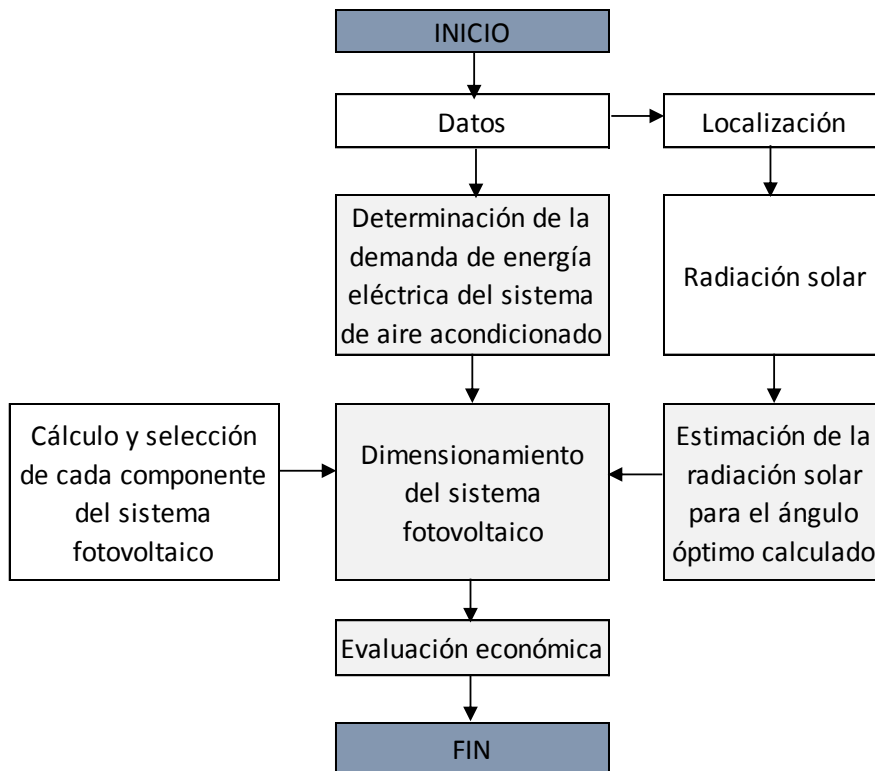 INICIO
Datos
Localización
Determinación de la
demanda de energía
eléctrica del sistema
de aire acondicionado
Radiación solar
Cálculo y selección
de cada componente
del sistema
fotovoltaico
Dimensionamiento
del sistema
fotovoltaico
Estimación de la
radiación solar
para el ángulo
óptimo calculado
Evaluación económica
FIN